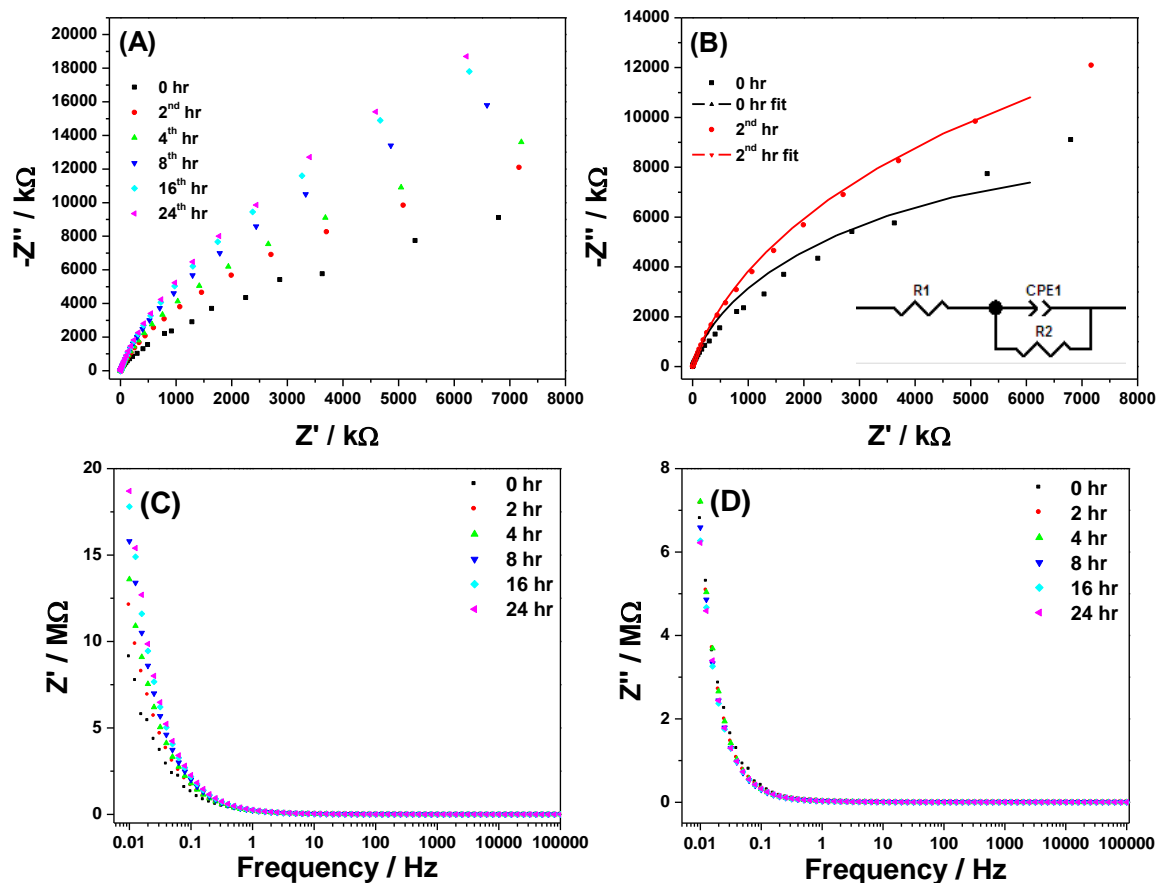 (A)
20000
18000
16000
14000
12000
10000
8000
6000
4000
2000
0
-Z'' / kΩ
0 hr
2nd hr
4th hr
8th hr
16th hr
24th hr
0 1000 2000 3000 4000 5000 6000 7000 8000
Z' / kΩ
(B)
14000
12000
10000
8000
6000
4000
2000
0
-Z'' / kΩ
0 hr
0 hr fit
2nd hr
2nd hr fit
R1
CPE1
R2
0 1000 2000 3000 4000 5000 6000 7000 8000
Z' / kΩ
(C)
20
15
10
5
0
Z' / MΩ
0 hr
2 hr
4 hr
8 hr
16 hr
24 hr
0.01 0.1 1 10 100 1000 10000 100000
Frequency / Hz
(D)
8
6
4
2
0
Z'' / MΩ
0 hr
2 hr
4 hr
8 hr
16 hr
24 hr
0.01 0.1 1 10 100 1000 10000 100000
Frequency / Hz